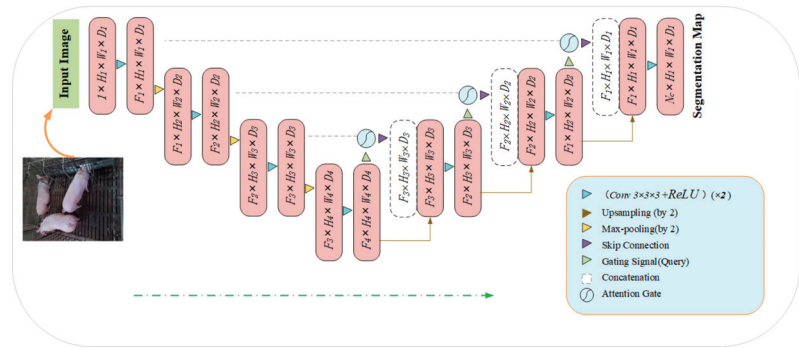 Input Image
1×H1×W1×D1
F1×H1×W1×D1
F1×H2×W2×D2
F2×H2×W2×D2
F2×H3×W3×D3
F3×H3×W3×D3
F3×H4×W4×D4
F4×H4×W4×D4
F3×H3×W3×D3
F3×H3×W3×D3
F3×H3×W3×D3
F2×H2×W2×D2
F2×H2×W2×D2
F1×H2×W2×D2
F1×H1×W1×D1
F1×H1×W1×D1
Nc×H1×W1×D1
Segmentation Map
(Conv 3×3×3+ReLU) (×2)
Upsampling (by 2)
Max-pooling(by 2)
Skip Connection
Gating Signal(Query)
Concatenation
Attention Gate